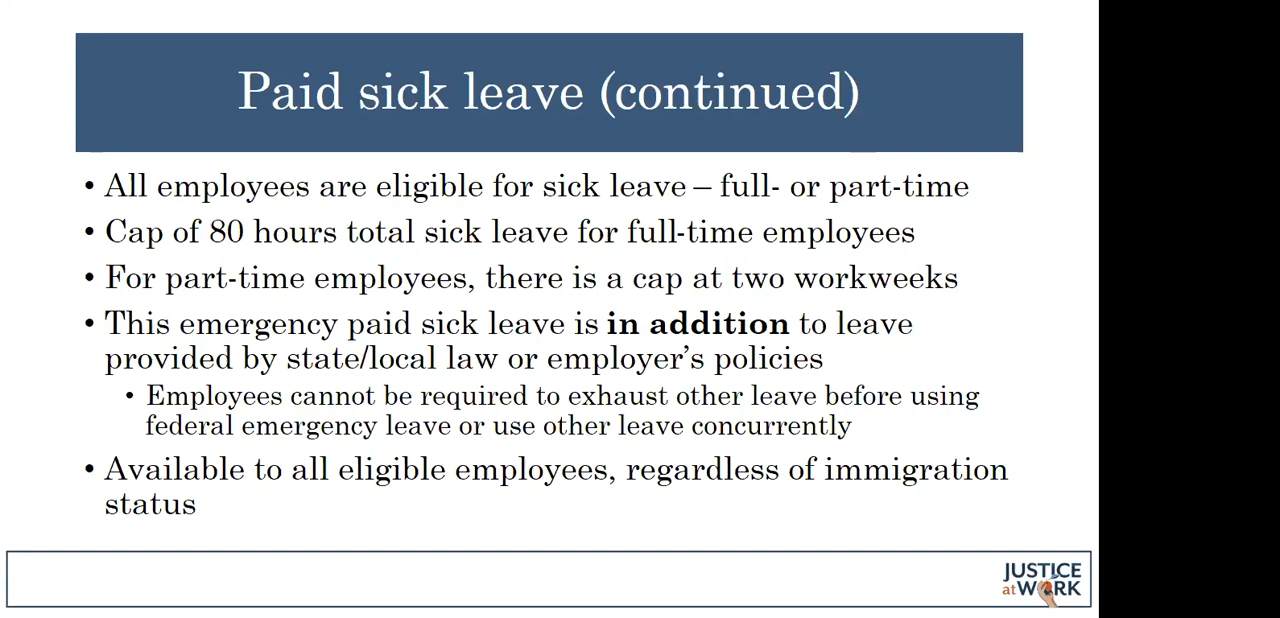 Paid sick leave (continued)
• All employees are eligible for sick leave – full- or part-time
• Cap of 80 hours total sick leave for full-time employees
• For part-time employees, there is a cap at two workweeks
• This emergency paid sick leave is in addition to leave
provided by state/local law or employer's policies
• Employees cannot be required to exhaust other leave before using
federal emergency leave or use other leave concurrently
• Available to all eligible employees, regardless of immigration
status
JUSTICE
at WORK